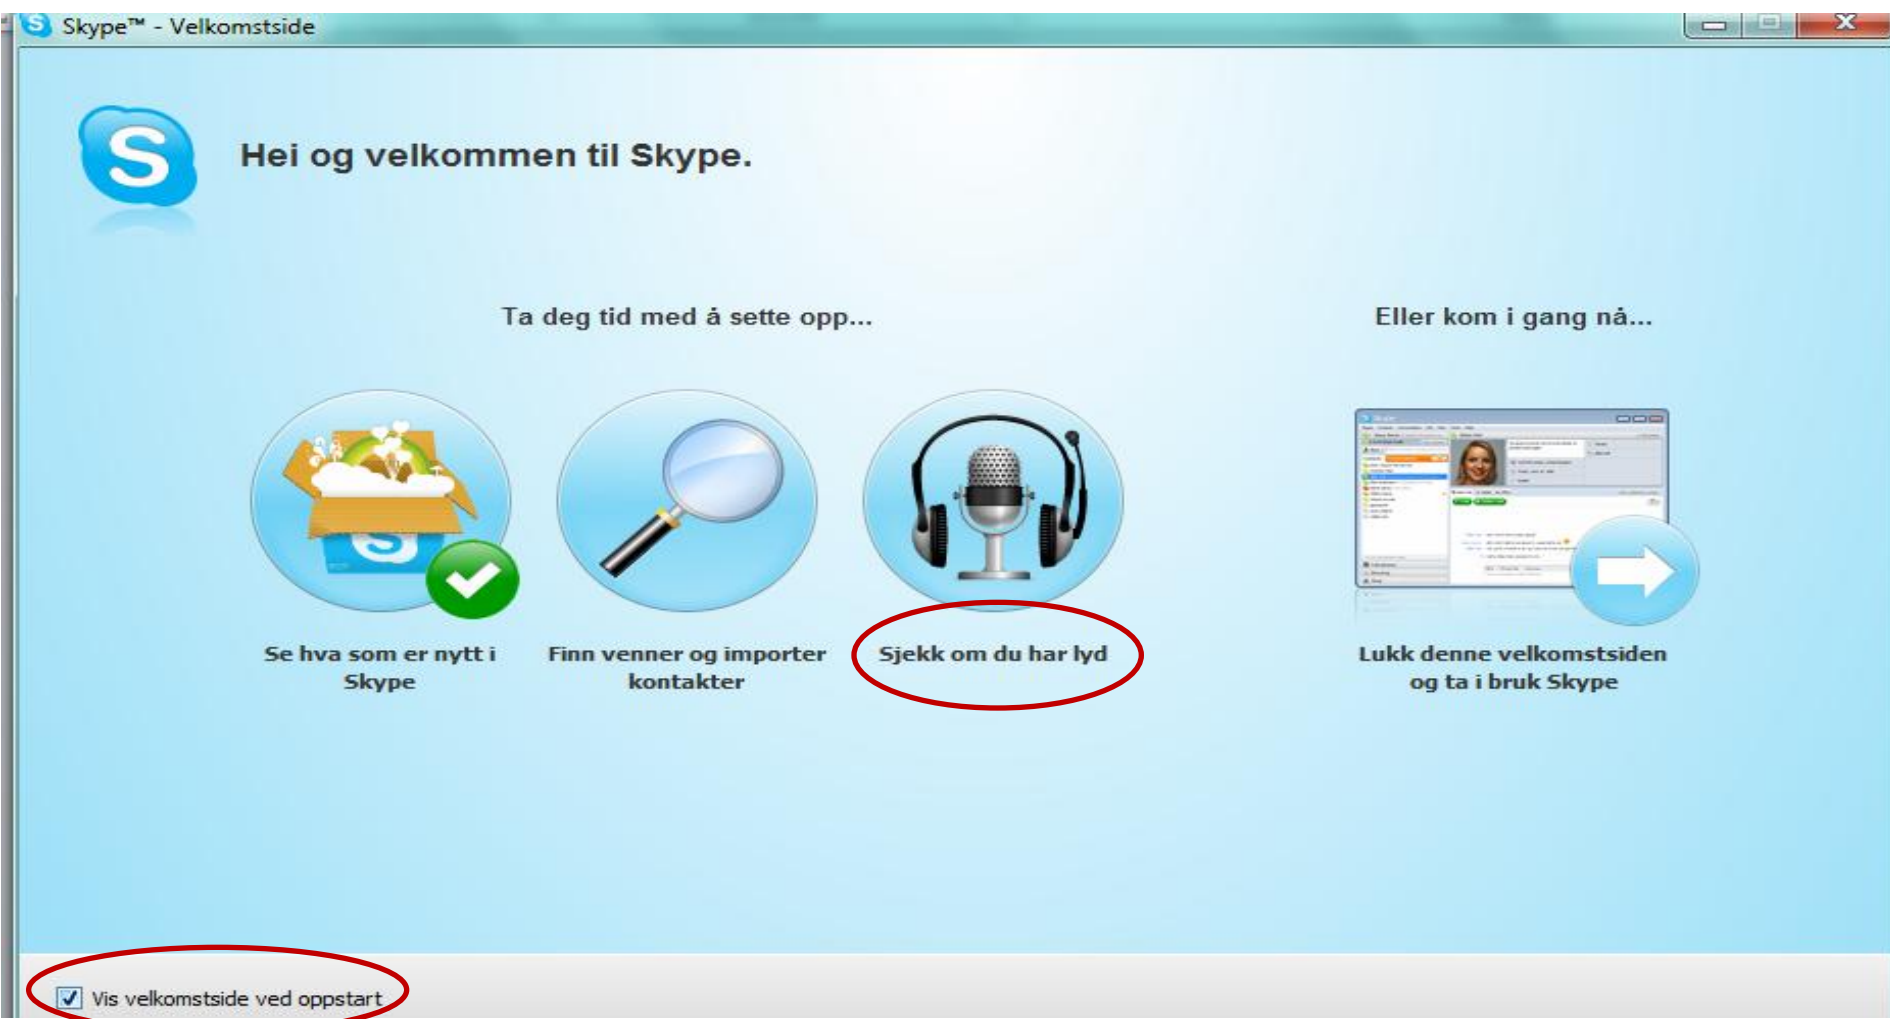 Skype™ - Velkomstside
Hei og velkommen til Skype.
Ta deg tid med å sette opp...
Eller kom i gang nå...
Se hva som er nytt i
Skype
Finn venner og importer
kontakter
Sjekk om du har lyd
Lukk denne velkomstsiden
og ta i bruk Skype
Vis velkomstside ved oppstart